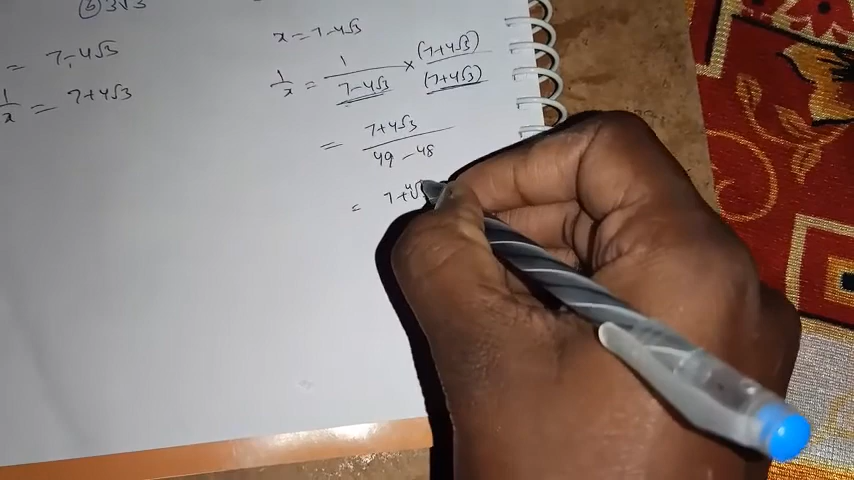 (b) 3√3
= 7-4√3
1/x = 7+4√3
x = 7-4√3
1/x = 1/(7-4√3) × (7+4√3)/(7+4√3)
= (7+4√3)/(49-48)
= 7+4√